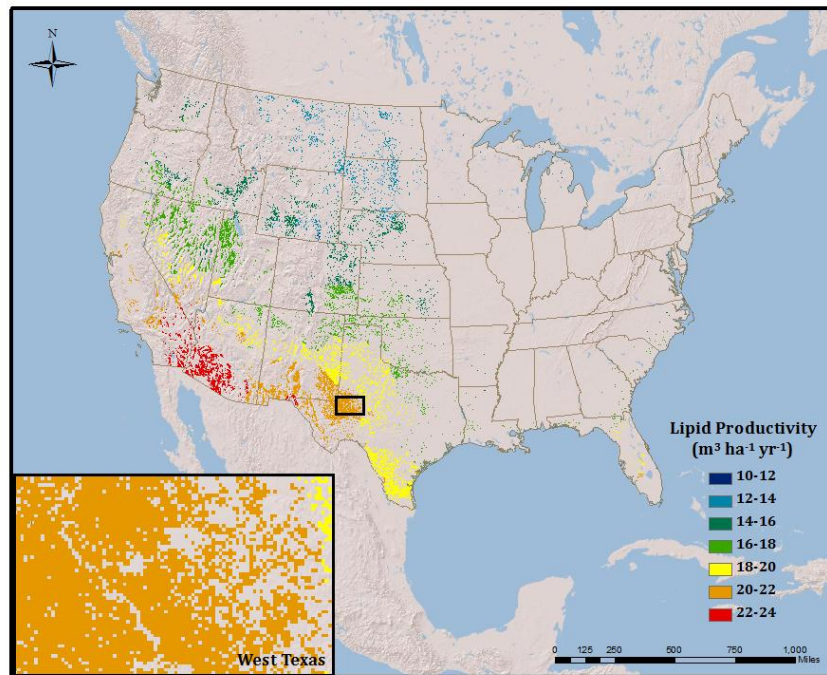 N
Lipid Productivity
(m³ ha⁻¹ yr⁻¹)
10-12
12-14
14-16
16-18
18-20
20-22
22-24
West Texas
0 125 250 500 750 1,000
Miles